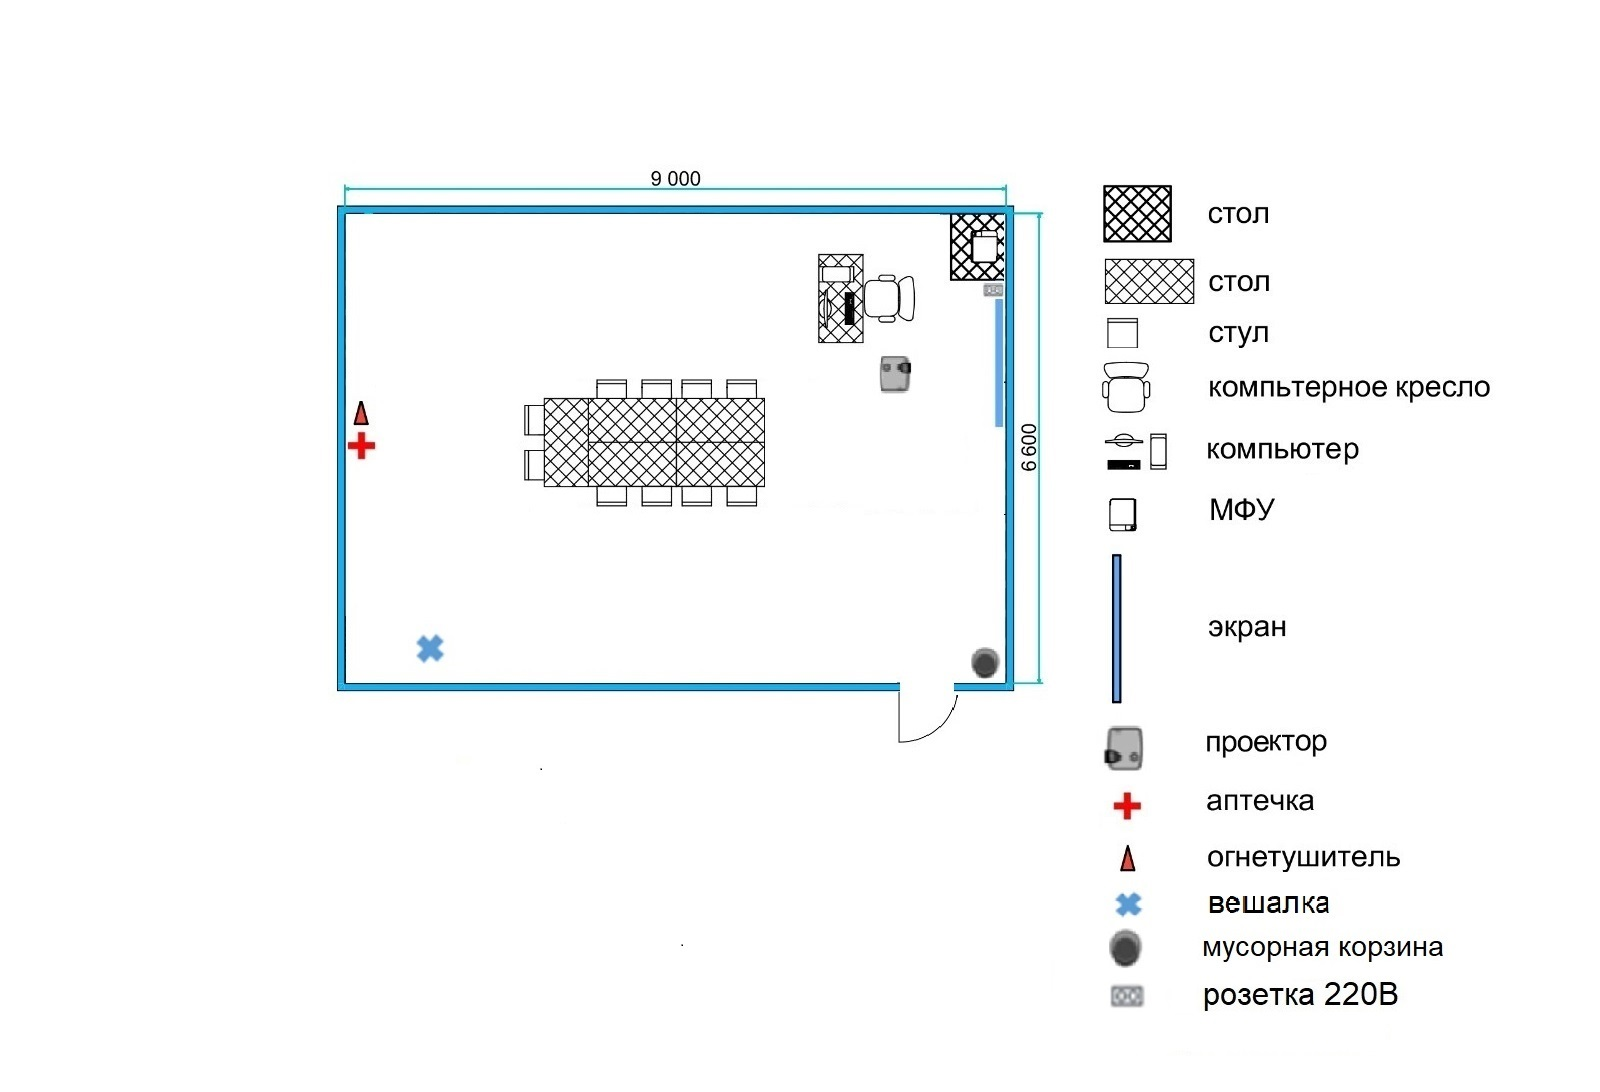 9 000
6 600
стол
стол
стул
компьтерное кресло
компьютер
МФУ
экран
проектор
аптечка
огнетушитель
вешалка
мусорная корзина
розетка 220В